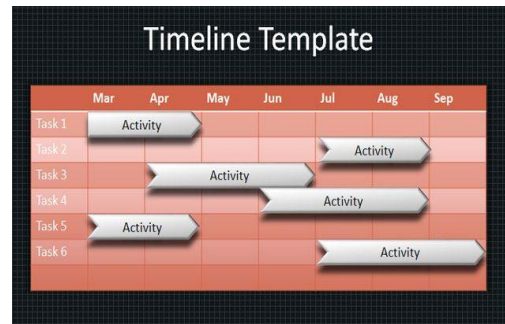 Timeline Template
Mar Apr May Jun Jul Aug Sep
Task 1 Activity
Task 2 Activity
Task 3 Activity
Task 4 Activity
Task 5 Activity
Task 6 Activity